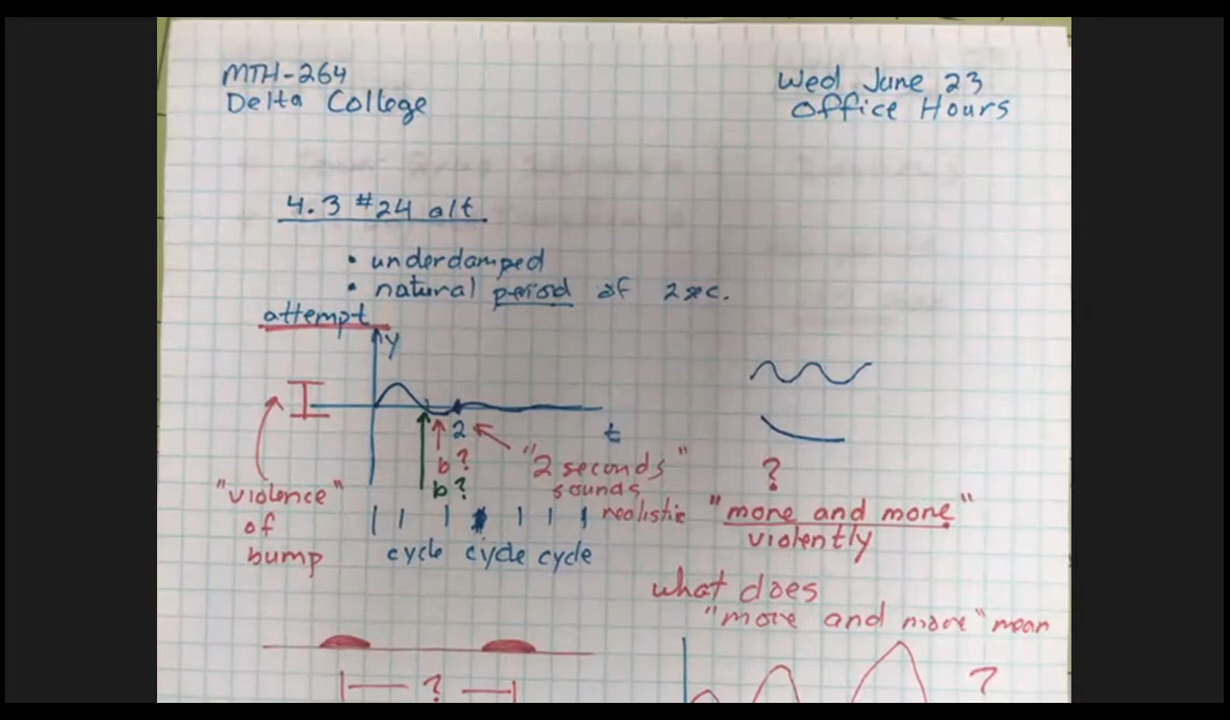 MTH-264
Delta College
Wed June 23
Office Hours
4.3 #24 alt
• underdamped
• natural period of 2 sec.
attempt
y
2
t
b?
b?
"2 seconds"
sounds
realistic
"violence"
of
bump
cycle cycle cycle
?
"more and more"
violently
what does
"more and more" mean
?
?